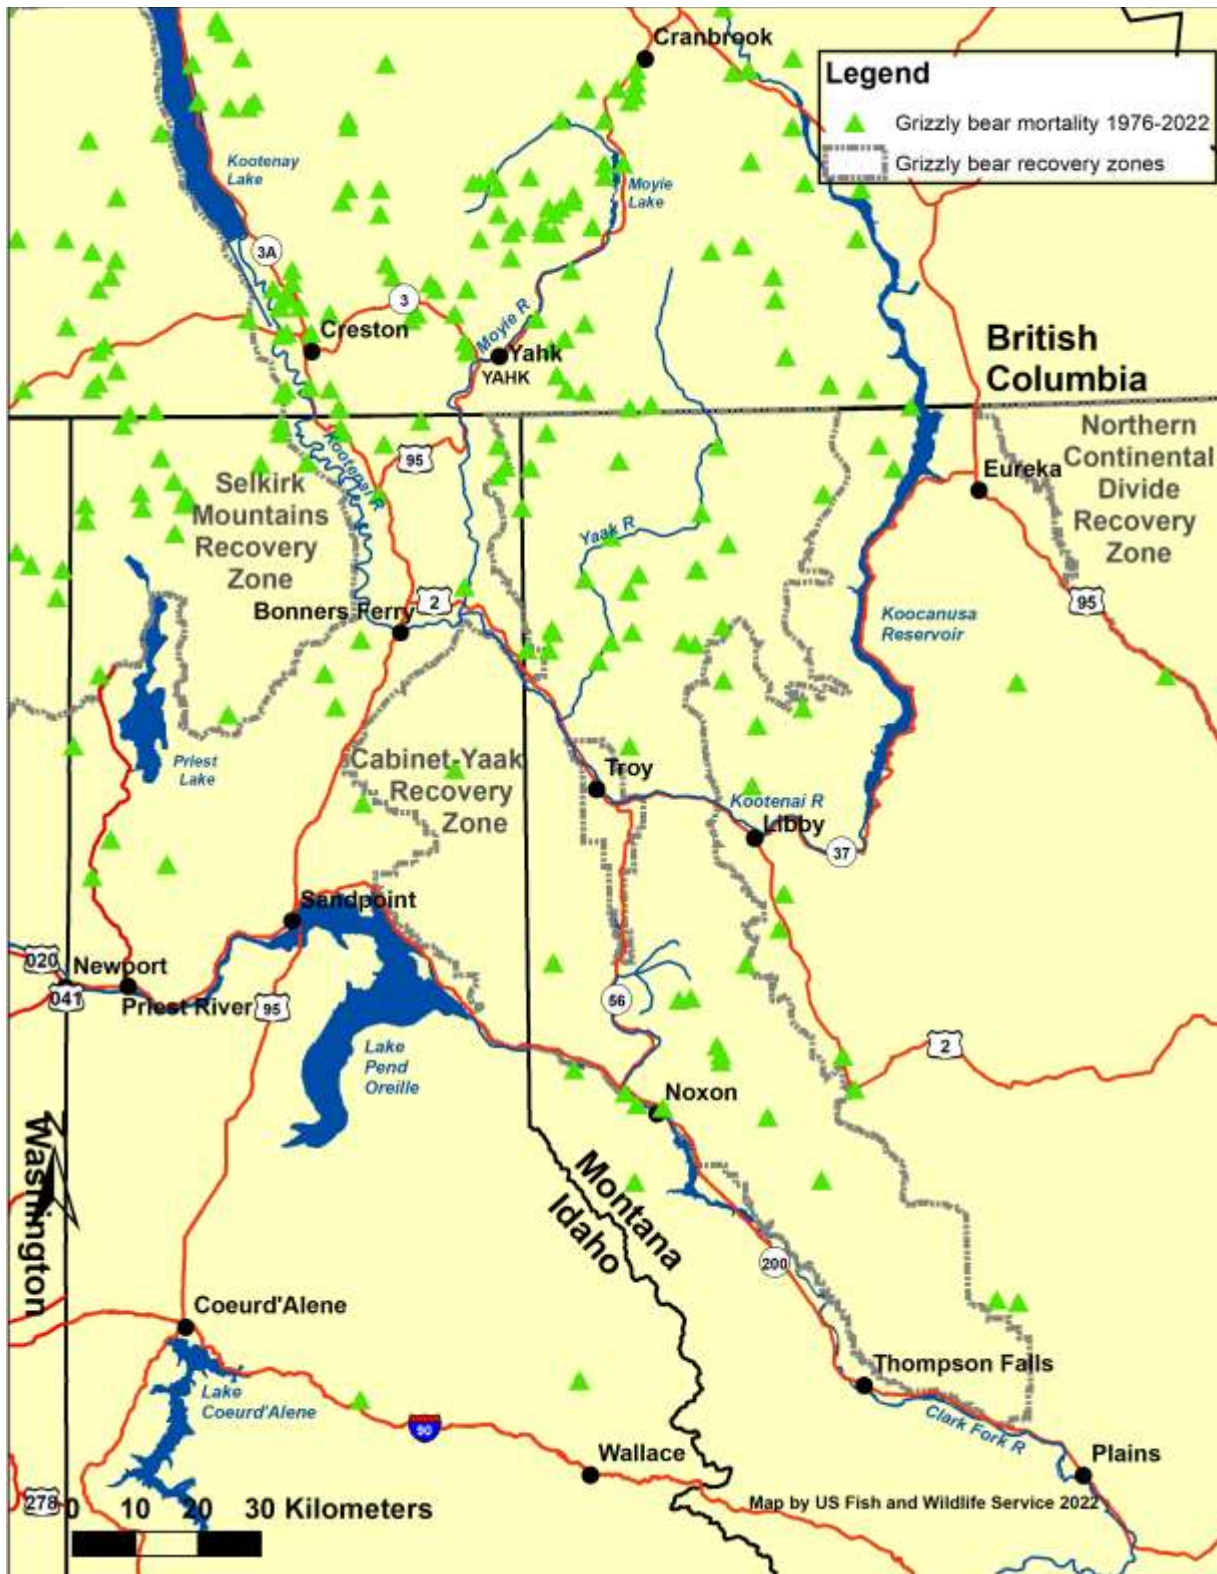 Cranbrook
Legend
Grizzly bear mortality 1976-2022
Grizzly bear recovery zones
Kootenay
Lake
Moyie
Lake
3A
3
Creston
Moyie R
Yahk
YAHK
British
Columbia
Northern
Continental
Divide
Recovery
Zone
95
Kootenai R
Eureka
Selkirk
Mountains
Recovery
Zone
Yaak R
2
Bonners Ferry
95
Koocanusa
Reservoir
Priest
Lake
Cabinet-Yaak
Recovery
Zone
Troy
Kootenai R
Libby
37
Sandpoint
020
Newport
041
Priest River
95
56
Lake
Pend
Oreille
2
Noxon
N
Washington
Montana
Idaho
200
Coeurd'Alene
Thompson Falls
Lake
Coeurd'Alene
90
Clark Fork R
Wallace
Plains
278
0 10 20 30 Kilometers
Map by US Fish and Wildlife Service 2022